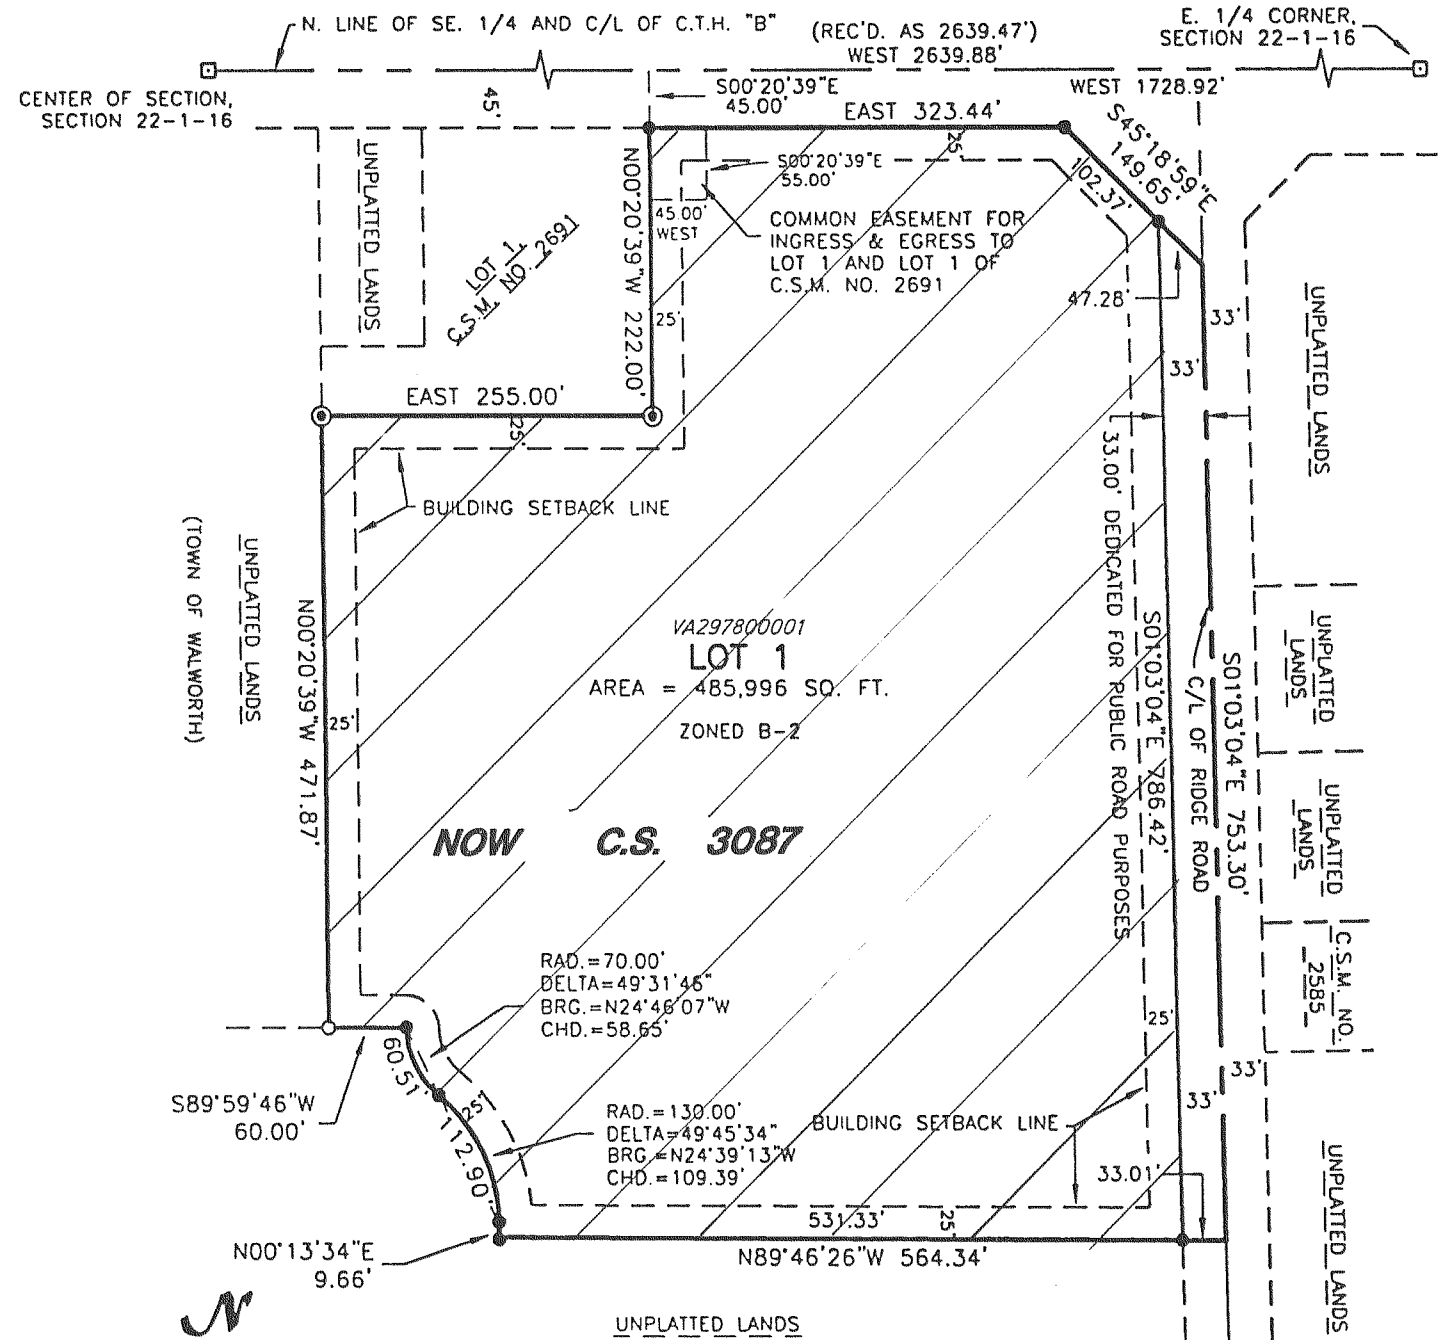 N. LINE OF SE. 1/4 AND C/L OF C.T.H. "B"
(REC'D. AS 2639.47')
WEST 2639.88'
E. 1/4 CORNER,
SECTION 22-1-16
CENTER OF SECTION,
SECTION 22-1-16
45'
S00°20'39"E
45.00'
WEST 1728.92'
EAST 323.44'
S45°18'59"E
149.65'
102.37'
25'
S00°20'39"E
55.00'
UNPLATTED LANDS
LOT 1,
C.S.M. NO. 2691
N00°20'39"W 222.00'
45.00'
WEST
COMMON EASEMENT FOR
INGRESS & EGRESS TO
LOT 1 AND LOT 1 OF
C.S.M. NO. 2691
47.28'
33'
33'
25'
UNPLATTED LANDS
EAST 255.00'
25'
BUILDING SETBACK LINE
33.00' DEDICATED FOR PUBLIC ROAD PURPOSES
(TOWN OF WALWORTH)
UNPLATTED LANDS
N00°20'39"W 471.87'
25'
VA297800001
LOT 1
AREA = 485,996 SQ. FT.
ZONED B-2
S01°03'04"E 786.42'
C/L OF RIDGE ROAD
S01°03'04"E 753.30'
UNPLATTED
LANDS
UNPLATTED
LANDS
NOW C.S. 3087
C.S.M. NO.
2585
RAD.=70.00'
DELTA=49°31'46"
BRG.=N24°46'07"W
CHD.=58.65'
60.51'
25'
33'
33'
S89°59'46"W
60.00'
25'
112.90'
RAD.=130.00'
DELTA=49°45'34"
BRG.=N24°39'13"W
CHD.=109.39'
BUILDING SETBACK LINE
33.01'
UNPLATTED LANDS
531.33'
25'
N00°13'34"E
9.66'
N89°46'26"W 564.34'
N
UNPLATTED LANDS